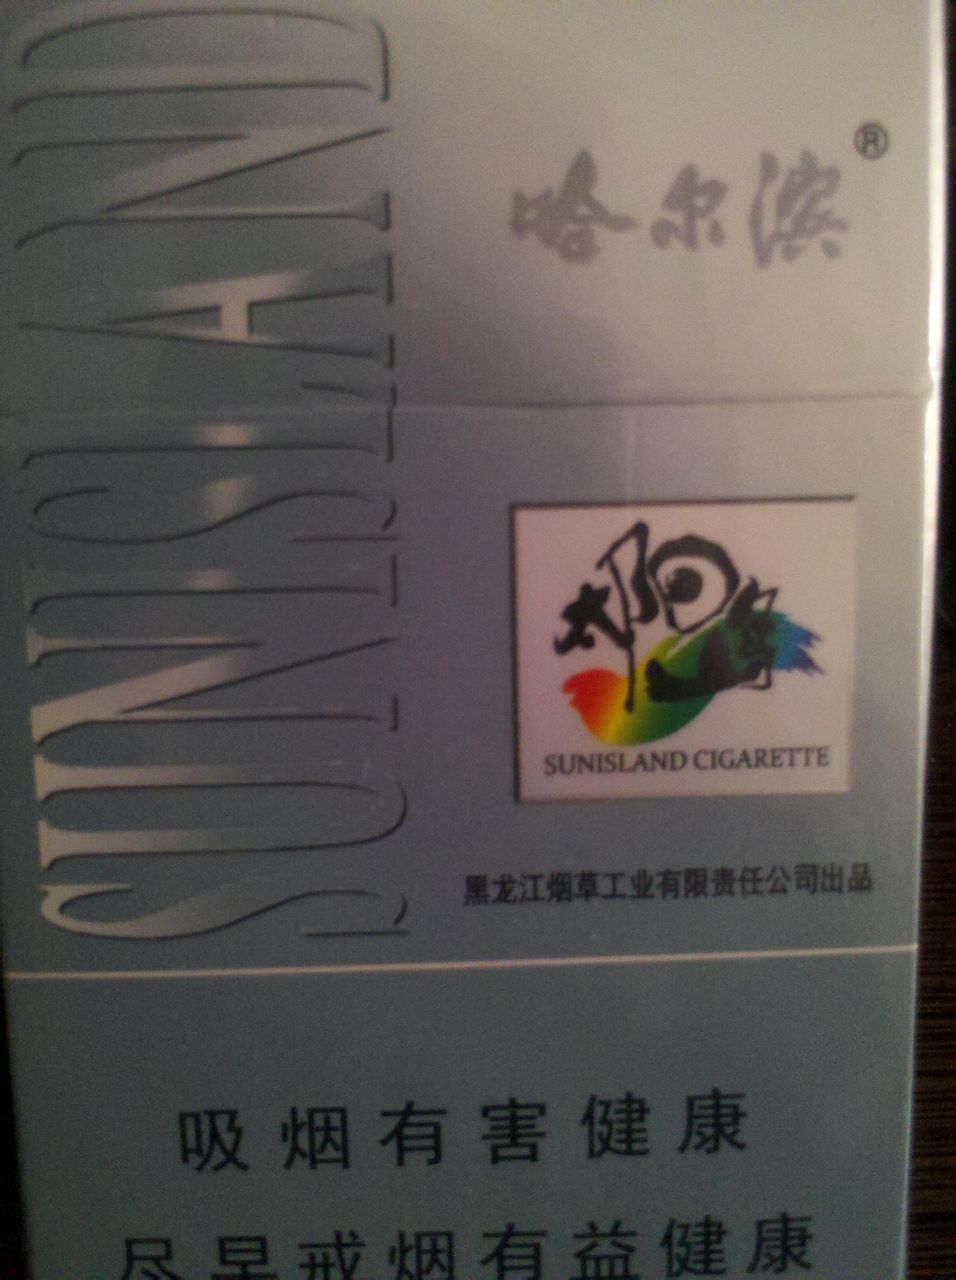 SUNISLAND
哈尔滨®
太阳岛
SUNISLAND CIGARETTE
黑龙江烟草工业有限责任公司出品
吸烟有害健康
尽早戒烟有益健康